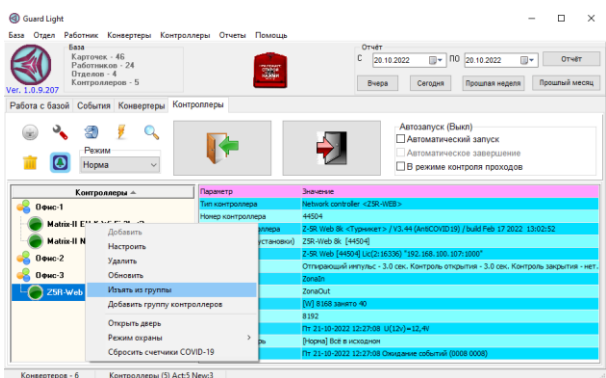 Guard Light
База Отдел Работник Конвертеры Контроллеры Отчеты Помощь
База
Карточек - 46
Работников - 24
Отделов - 4
Контроллеров - 5
Ver. 1.0.9.207
Отчёт
С 20.10.2022 ПО 20.10.2022 Отчёт
Вчера Сегодня Прошлая неделя Прошлый месяц
Работа с базой События Конвертеры Контроллеры
Режим
Норма
Автозапуск (Выкл)
Автоматический запуск
Автоматическое завершение
В режиме контроля проходов
Контроллеры
Офис-1
Matrix-II
Matrix-II N
Офис-2
Офис-3
Z5R-Web
Добавить
Настроить
Удалить
Обновить
Изъять из группы
Добавить группу контроллеров
Открыть дверь
Режим охраны
Сбросить счетчики COVID-19
Параметр Значение
Тип контроллера Network controller <Z5R-WEB>
Номер контроллера 44504
ллера Z-5R Web 8k <Турникет> / V3.44 (AntiCOVID19) / build Feb 17 2022 13:02:52
установки) Z5R-Web 8k [44504]
Z-5R Web [44504] Lic(2:16336) "192.168.100.107:1000"
Отпирающий импульс - 3.0 сек. Контроль открытия - 3.0 сек. Контроль закрытия - нет.
ZonaIn
ZonaOut
[W] 8168 занято 40
8192
Пт 21-10-2022 12:27:08 U(12v)=12,4V
[Норма] Всё в исходном
Пт 21-10-2022 12:27:08 Ожидание событий (0008 0008)
Конвертеров - 6 Контроллеры (5) Act:5 New:3